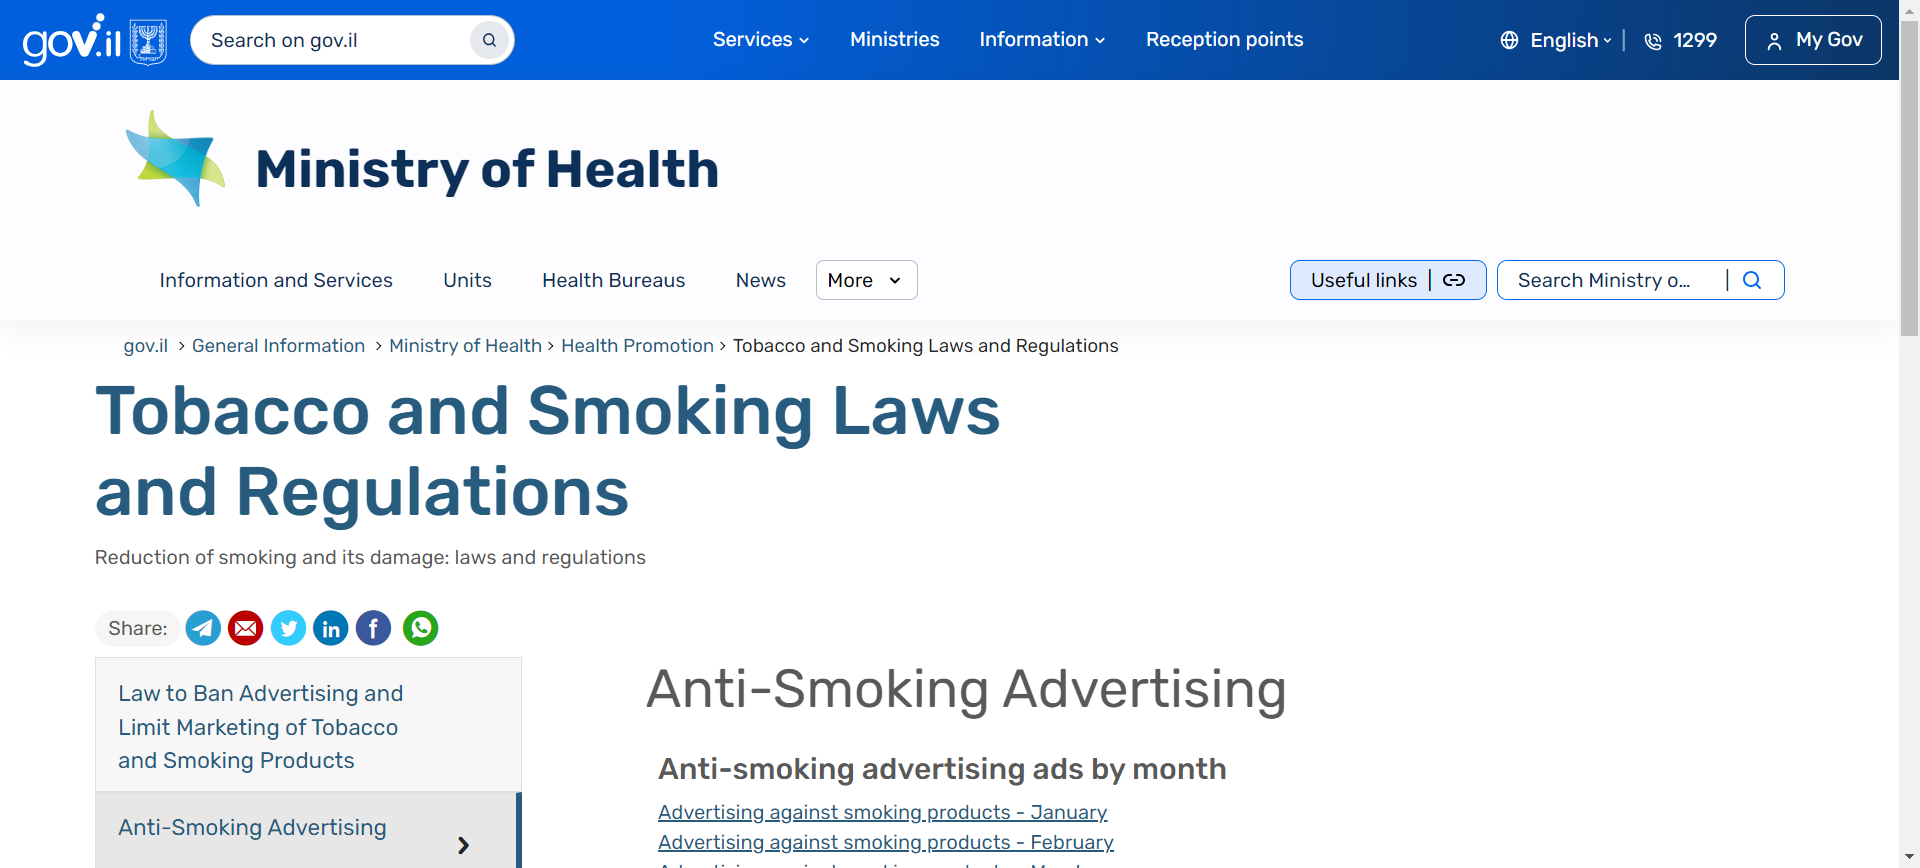 gov.il
Search on gov.il
Services
Ministries
Information
Reception points
English
1299
My Gov
Ministry of Health
Information and Services
Units
Health Bureaus
News
More
Useful links
Search Ministry o...
gov.il > General Information > Ministry of Health > Health Promotion > Tobacco and Smoking Laws and Regulations
Tobacco and Smoking Laws
and Regulations
Reduction of smoking and its damage: laws and regulations
Share:
Law to Ban Advertising and
Limit Marketing of Tobacco
and Smoking Products
Anti-Smoking Advertising
Anti-Smoking Advertising
Anti-smoking advertising ads by month
Advertising against smoking products - January
Advertising against smoking products - February